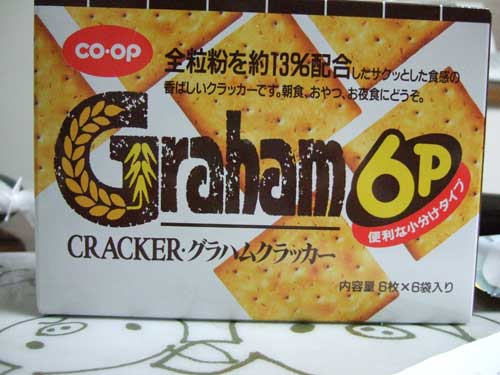 CO·OP
全粒粉を約13%配合したサクッとした食感の
香ばしいクラッカーです。朝食、おやつ、お夜食にどうぞ。
Graham
6P
便利な小分けタイプ
CRACKER・グラハムクラッカー
内容量 6枚×6袋入り